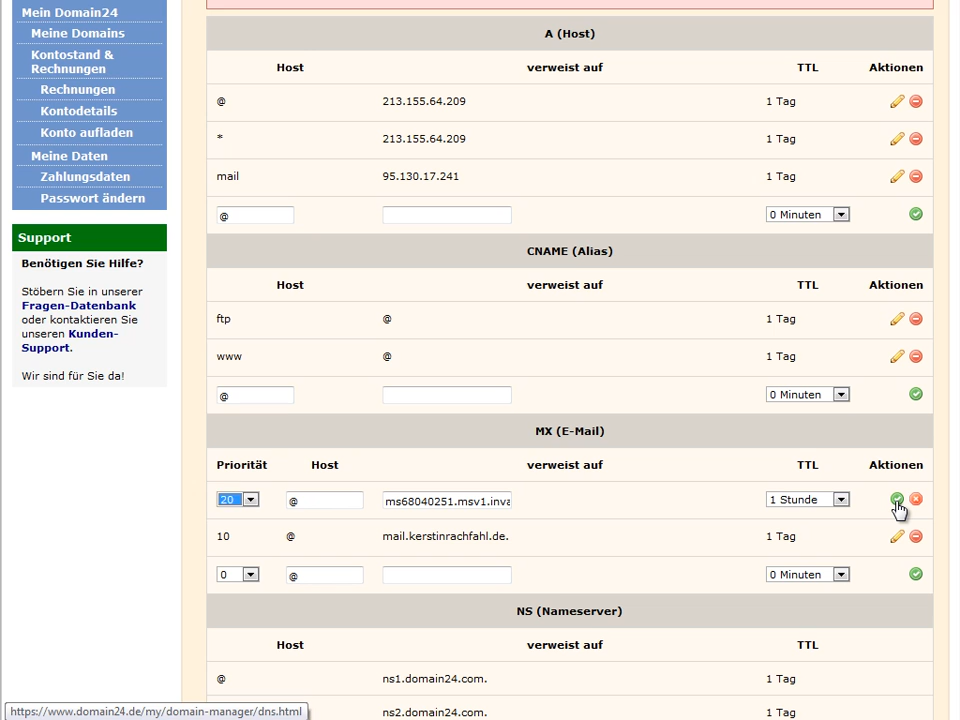 Mein Domain24
Meine Domains
Kontostand &
Rechnungen
Rechnungen
Kontodetails
Konto aufladen
Meine Daten
Zahlungsdaten
Passwort ändern
Support
Benötigen Sie Hilfe?
Stöbern Sie in unserer
Fragen-Datenbank
oder kontaktieren Sie
unseren Kunden-
Support.
Wir sind für Sie da!
A (Host)
Host verweist auf TTL Aktionen
@ 213.155.64.209 1 Tag
* 213.155.64.209 1 Tag
mail 95.130.17.241 1 Tag
@ 0 Minuten
CNAME (Alias)
Host verweist auf TTL Aktionen
ftp @ 1 Tag
www @ 1 Tag
@ 0 Minuten
MX (E-Mail)
Priorität Host verweist auf TTL Aktionen
20 @ ms68040251.msv1.inva 1 Stunde
10 @ mail.kerstinrachfahl.de. 1 Tag
0 @ 0 Minuten
NS (Nameserver)
Host verweist auf TTL
@ ns1.domain24.com. 1 Tag
ns2.domain24.com. 1 Tag
https://www.domain24.de/my/domain-manager/dns.html